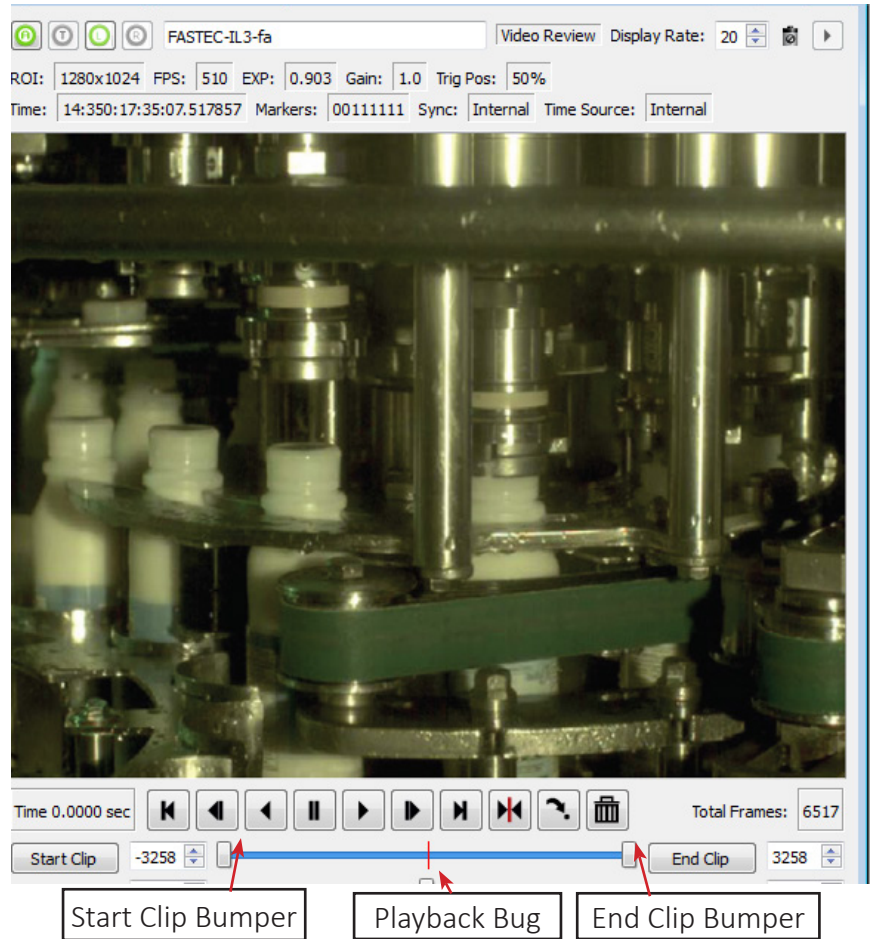 A T L R FASTEC-IL3-fa Video Review Display Rate: 20
ROI: 1280x1024 FPS: 510 EXP: 0.903 Gain: 1.0 Trig Pos: 50%
Time: 14:350:17:35:07.517857 Markers: 00111111 Sync: Internal Time Source: Internal
Time 0.0000 sec Total Frames: 6517
Start Clip -3258 End Clip 3258
Start Clip Bumper Playback Bug End Clip Bumper